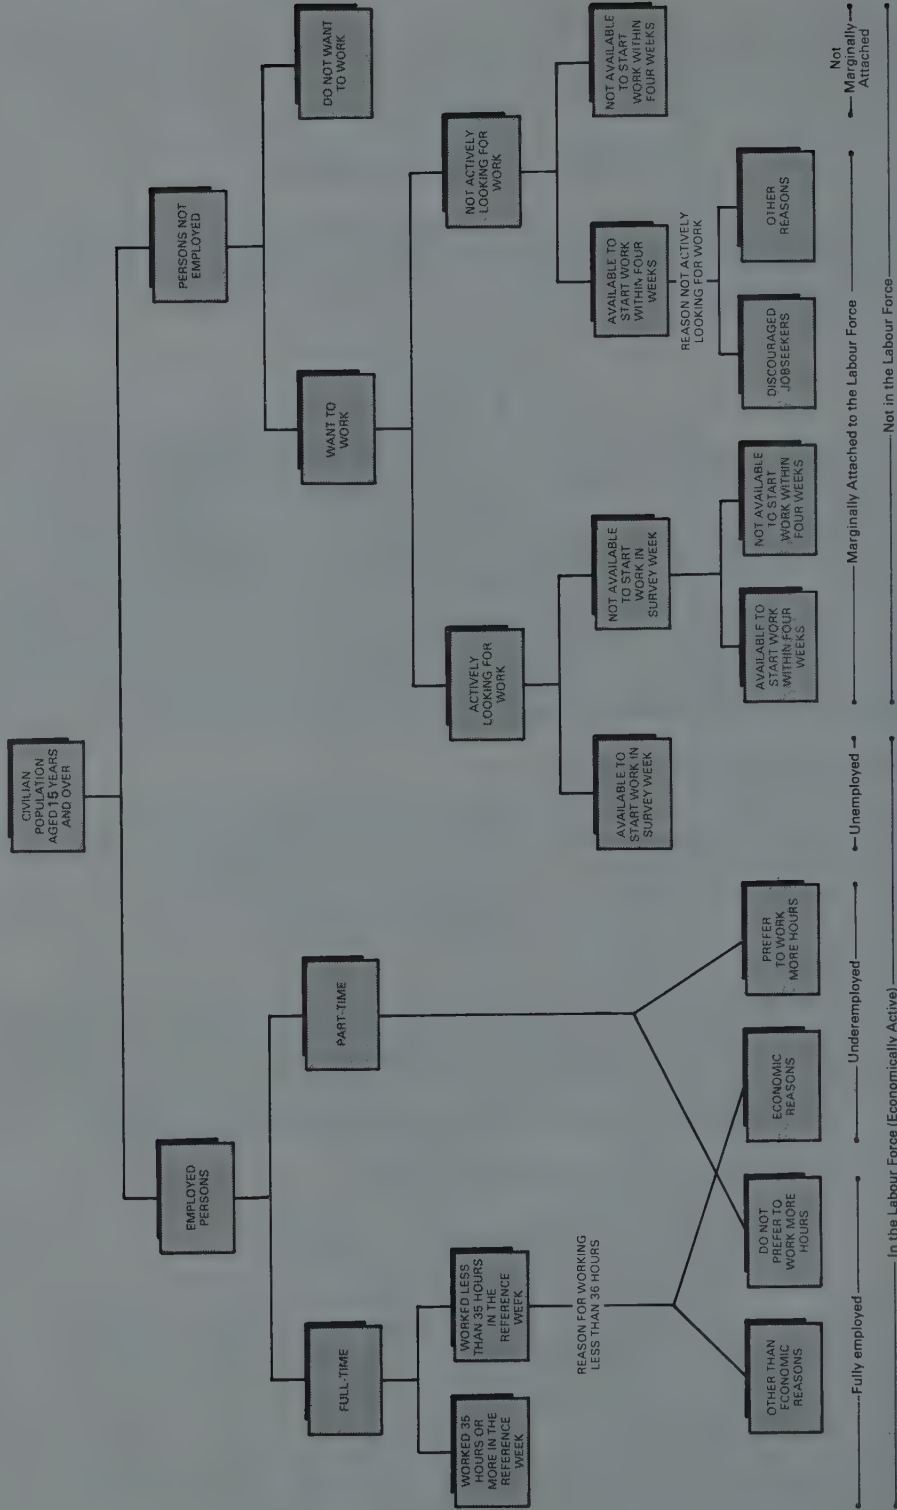 CIVILIAN
POPULATION
AGED 15 YEARS
AND OVER
EMPLOYED
PERSONS
PERSONS NOT
EMPLOYED
FULL-TIME
PART-TIME
WANT TO
WORK
DO NOT WANT
TO WORK
WORKED 35
HOURS OR
MORE IN THE
REFERENCE
WEEK
WORKED LESS
THAN 35 HOURS
IN THE
REFERENCE
WEEK
ACTIVELY
LOOKING FOR
WORK
NOT ACTIVELY
LOOKING FOR
WORK
REASON FOR WORKING
LESS THAN 36 HOURS
AVAILABLE TO
START WORK IN
SURVEY WEEK
NOT AVAILABLE
TO START
WORK IN
SURVEY WEEK
AVAILABLE TO
START WORK
WITHIN FOUR
WEEKS
NOT AVAILABLE
TO START
WORK WITHIN
FOUR WEEKS
REASON NOT ACTIVELY
LOOKING FOR WORK
OTHER THAN
ECONOMIC
REASONS
DO NOT
PREFER TO
WORK MORE
HOURS
ECONOMIC
REASONS
PREFER
TO WORK
MORE HOURS
AVAILABLE TO
START WORK
WITHIN FOUR
WEEKS
NOT AVAILABLE
TO START
WORK WITHIN
FOUR WEEKS
DISCOURAGED
JOBSEEKERS
OTHER
REASONS
Fully employed
Underemployed
Unemployed
Marginally Attached to the Labour Force
Not
Marginally
Attached
In the Labour Force (Economically Active)
Not in the Labour Force